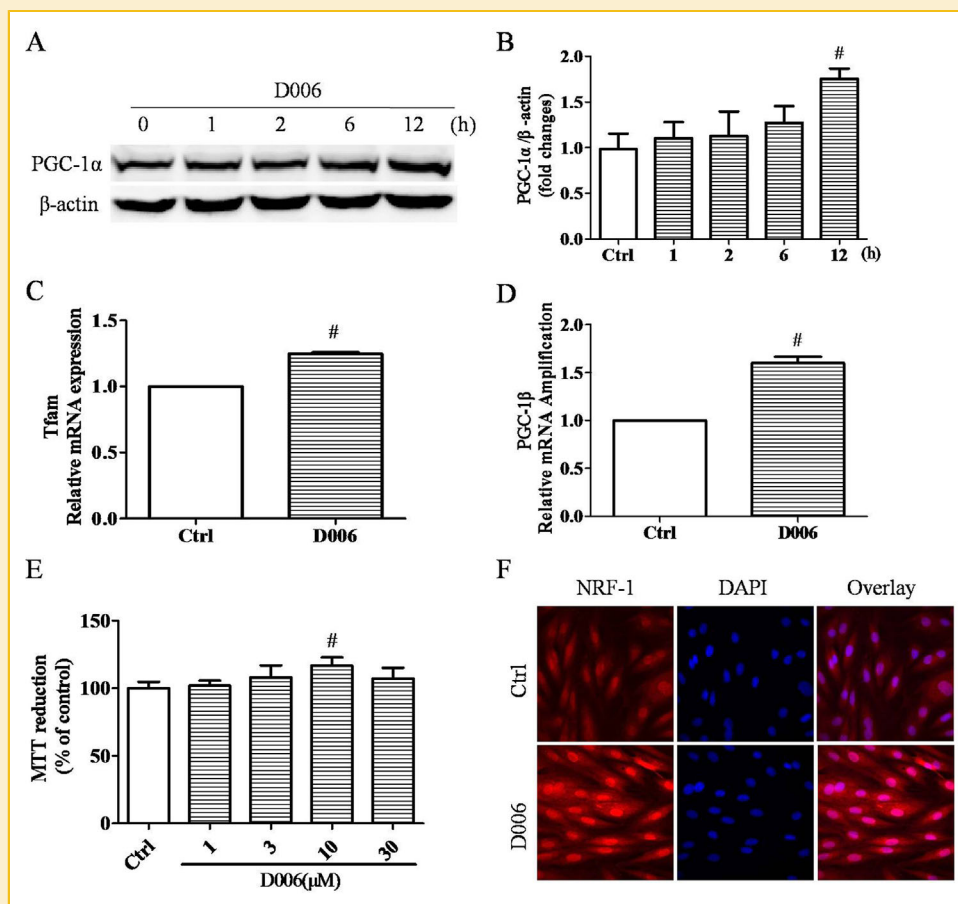 A
D006
0 1 2 6 12 (h)
PGC-1α
β-actin
B
PGC-1α/β-actin
(fold changes)
2.0
1.5
1.0
0.5
0.0
#
Ctrl 1 2 6 12 (h)
C
Tfam
Relative mRNA expression
1.5
1.0
0.5
0.0
#
Ctrl D006
D
PGC-1β
Relative mRNA Amplification
2.0
1.5
1.0
0.5
0.0
#
Ctrl D006
E
MTT reduction
(% of control)
150
100
50
0
#
Ctrl 1 3 10 30
D006(μM)
F
NRF-1 DAPI Overlay
Ctrl
D006